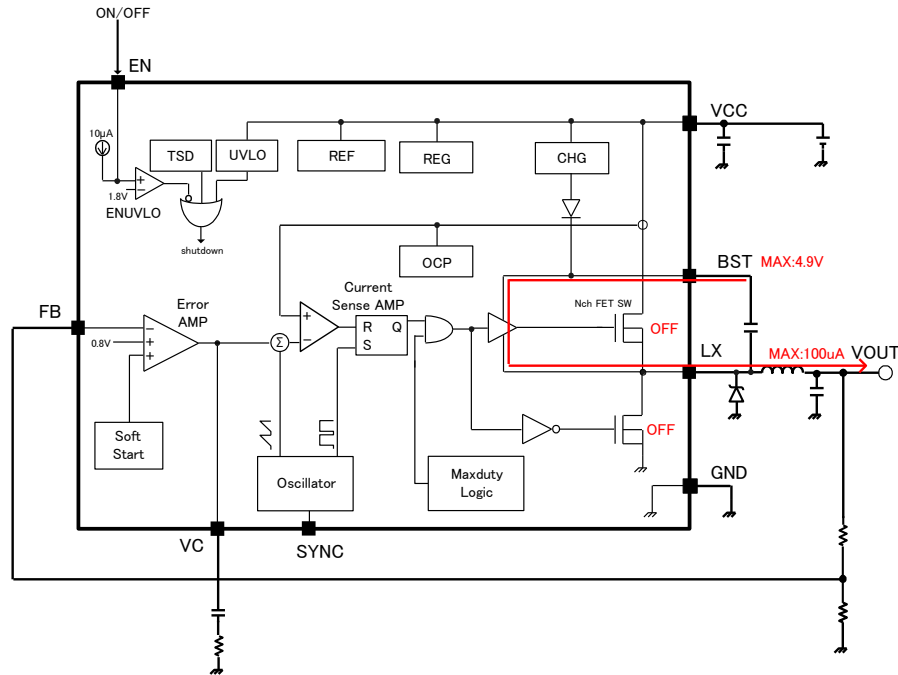 ON/OFF
EN
VCC
10μA
TSD
UVLO
REF
REG
CHG
1.8V
ENUVLO
shutdown
OCP
BST
MAX:4.9V
Current
Sense AMP
Nch FET SW
FB
Error
AMP
R
Q
S
OFF
0.8V
Σ
LX
MAX:100uA
VOUT
Soft
Start
OFF
Oscillator
Maxduty
Logic
GND
VC
SYNC